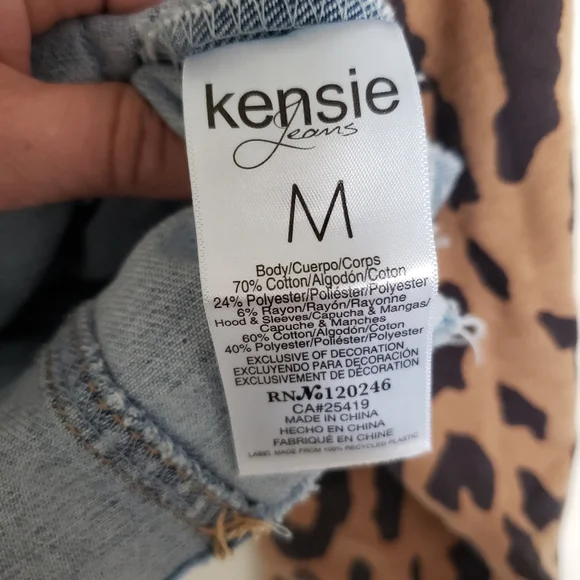 kensie
Jeans
M
Body/Cuerpo/Corps
70% Cotton/Algodón/Coton
24% Polyester/Poliéster/Polyester
6% Rayon/Rayón/Rayonne
Hood & Sleeves/Capucha & Mangas/
Capuche & Manches
60% Cotton/Algodón/Coton
40% Polyester/Poliéster/Polyester
EXCLUSIVE OF DECORATION
EXCLUYENDO PARA DECORACIÓN
EXCLUSIVEMENT DE DÉCORATION
RN№120246
CA#25419
MADE IN CHINA
HECHO EN CHINA
FABRIQUÉ EN CHINE
LABEL MADE FROM 100% RECYCLED PLASTIC